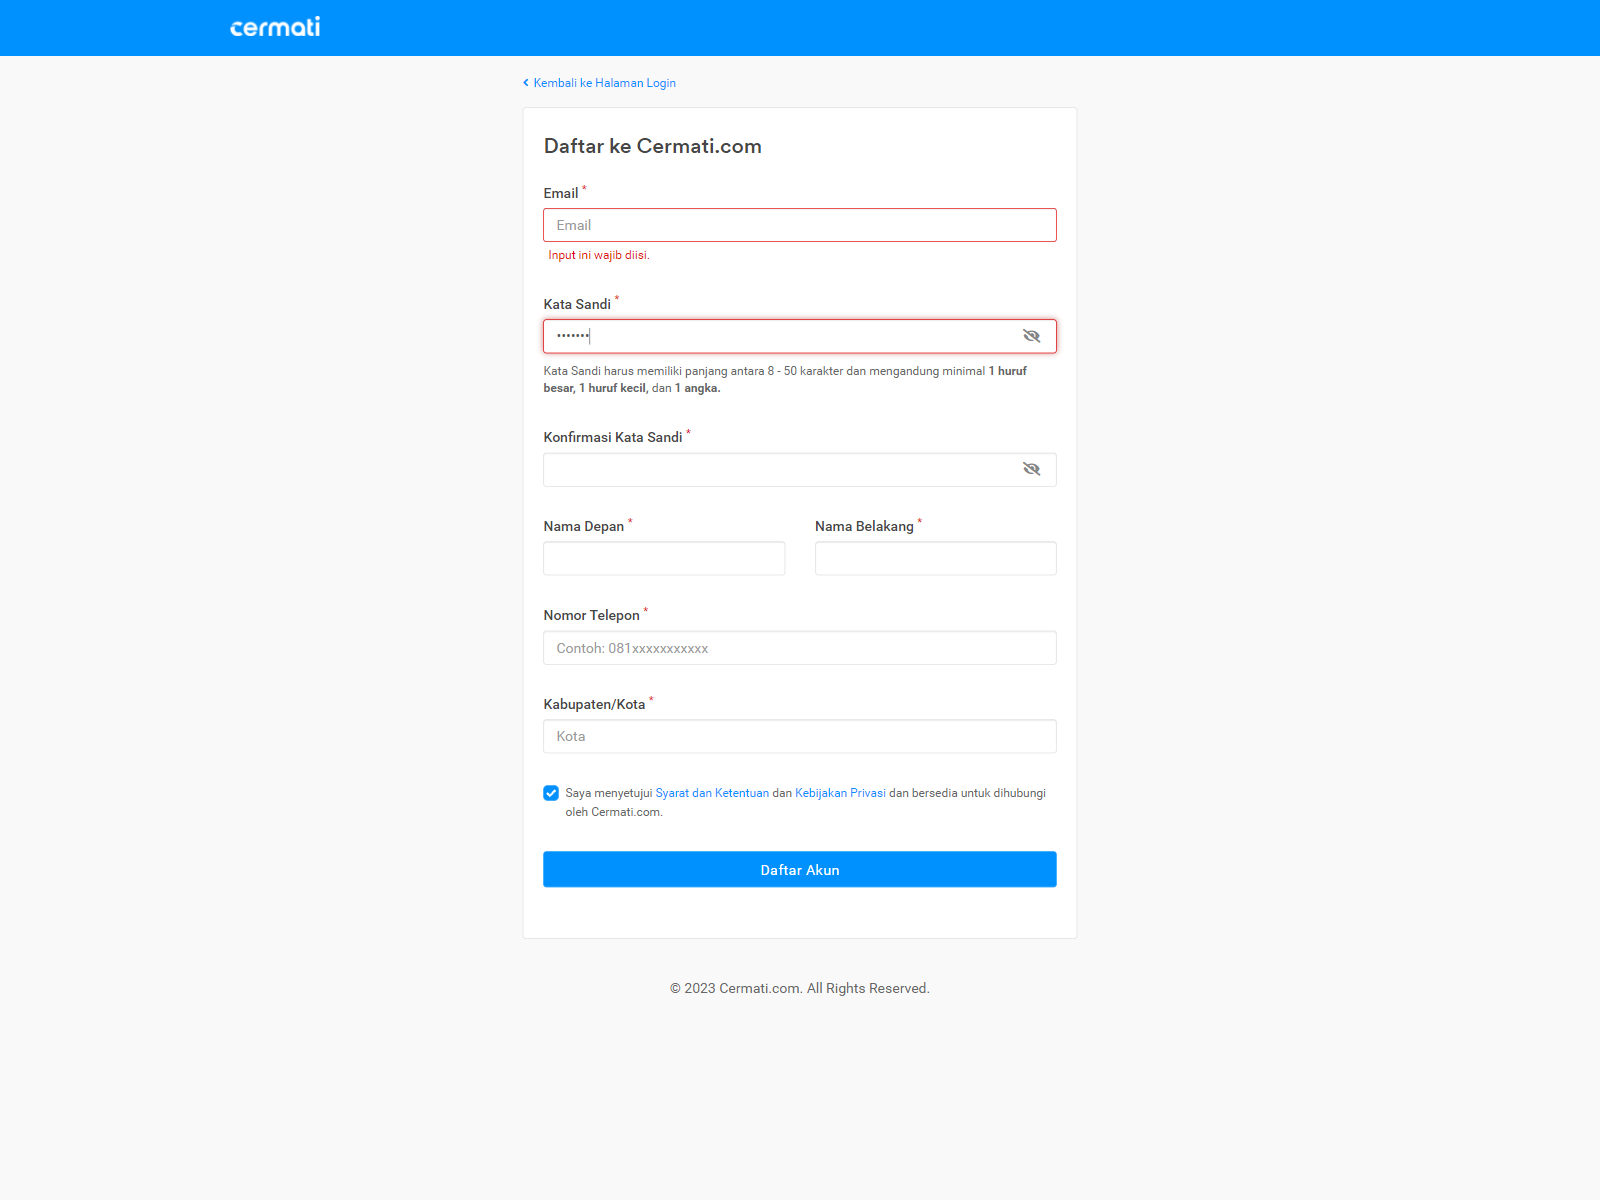 cermati
Kembali ke Halaman Login
Daftar ke Cermati.com
Email *
Email
Input ini wajib diisi.
Kata Sandi *
•••••••
Kata Sandi harus memiliki panjang antara 8 - 50 karakter dan mengandung minimal 1 huruf
besar, 1 huruf kecil, dan 1 angka.
Konfirmasi Kata Sandi *
Nama Depan *
Nama Belakang *
Nomor Telepon *
Contoh: 081xxxxxxxxxxx
Kabupaten/Kota *
Kota
Saya menyetujui Syarat dan Ketentuan dan Kebijakan Privasi dan bersedia untuk dihubungi
oleh Cermati.com.
Daftar Akun
© 2023 Cermati.com. All Rights Reserved.